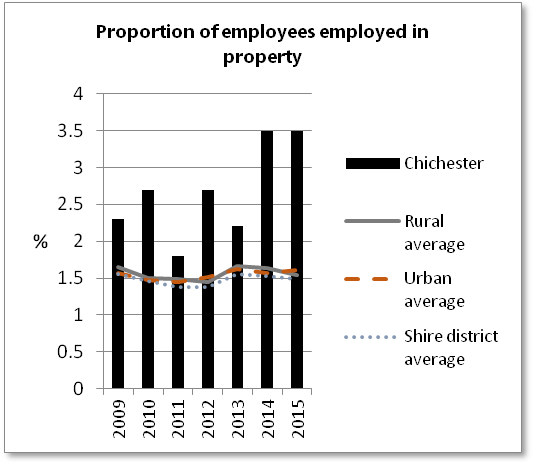 Proportion of employees employed in
property
4
3.5
3
2.5
2
1.5
1
0.5
0
%
2009
2010
2011
2012
2013
2014
2015
Chichester
Rural
average
Urban
average
Shire district
average